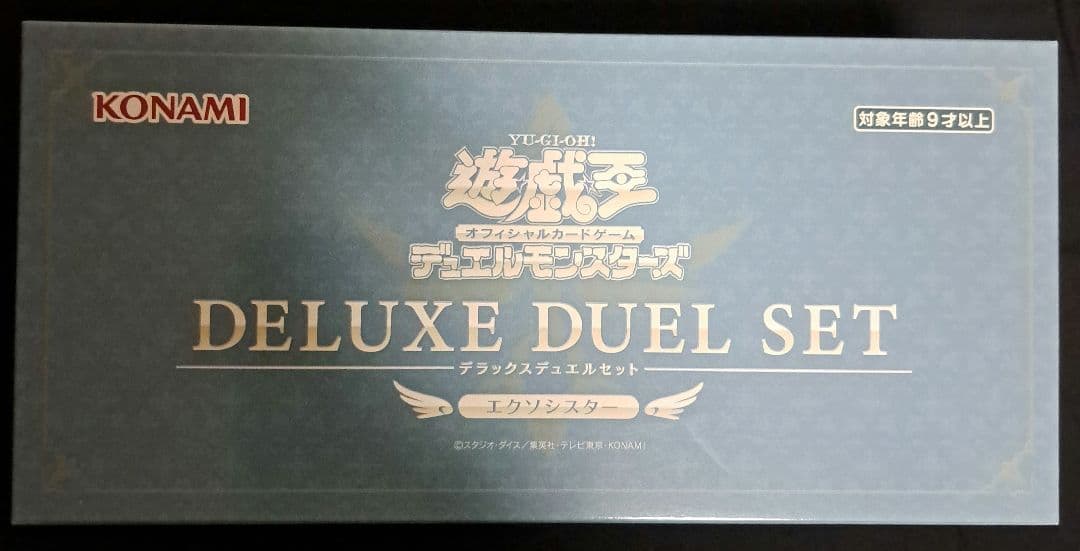 KONAMI
対象年齢9才以上
YU-GI-OH!
遊戯王
オフィシャルカードゲーム
デュエルモンスターズ
DELUXE DUEL SET
デラックスデュエルセット
エクソシスター
©スタジオ・ダイス／集英社・テレビ東京・KONAMI